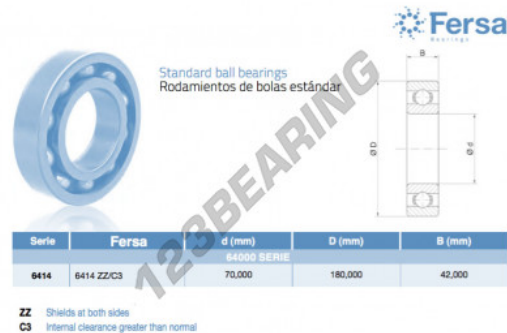 Fersa
Bearings
Standard ball bearings
Rodamientos de bolas estándar
B
Ø D
Ø d
123BEARING
Serie Fersa d (mm) D (mm) B (mm)
64000 SERIE
6414 6414 ZZ/C3 70,000 180,000 42,000
ZZ Shields at both sides
C3 Internal clearance greater than normal